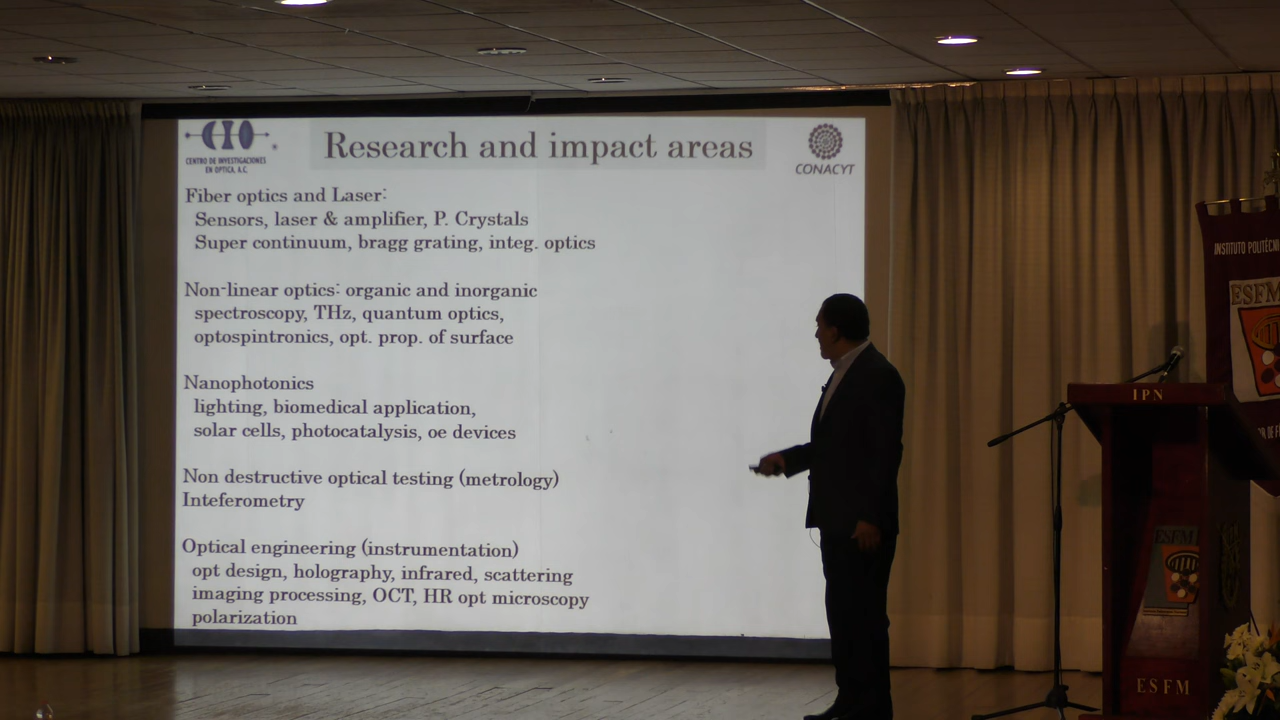 CIO
CENTRO DE INVESTIGACIONES
EN OPTICA, A.C.
Research and impact areas
CONACYT
Fiber optics and Laser:
Sensors, laser & amplifier, P. Crystals
Super continuum, bragg grating, integ. optics
Non-linear optics: organic and inorganic
spectroscopy, THz, quantum optics,
optospintronics, opt. prop. of surface
Nanophotonics
lighting, biomedical application,
solar cells, photocatalysis, oe devices
Non destructive optical testing (metrology)
Inteferometry
Optical engineering (instrumentation)
opt design, holography, infrared, scattering
imaging processing, OCT, HR opt microscopy
polarization
INSTITUTO POLITÉCN
ESFM
IPN
ESFM
ESFM